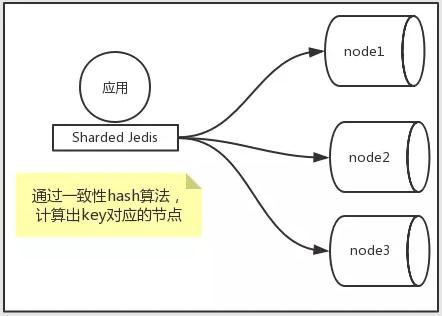 应用
Sharded Jedis
通过一致性hash算法，
计算出key对应的节点
node1
node2
node3